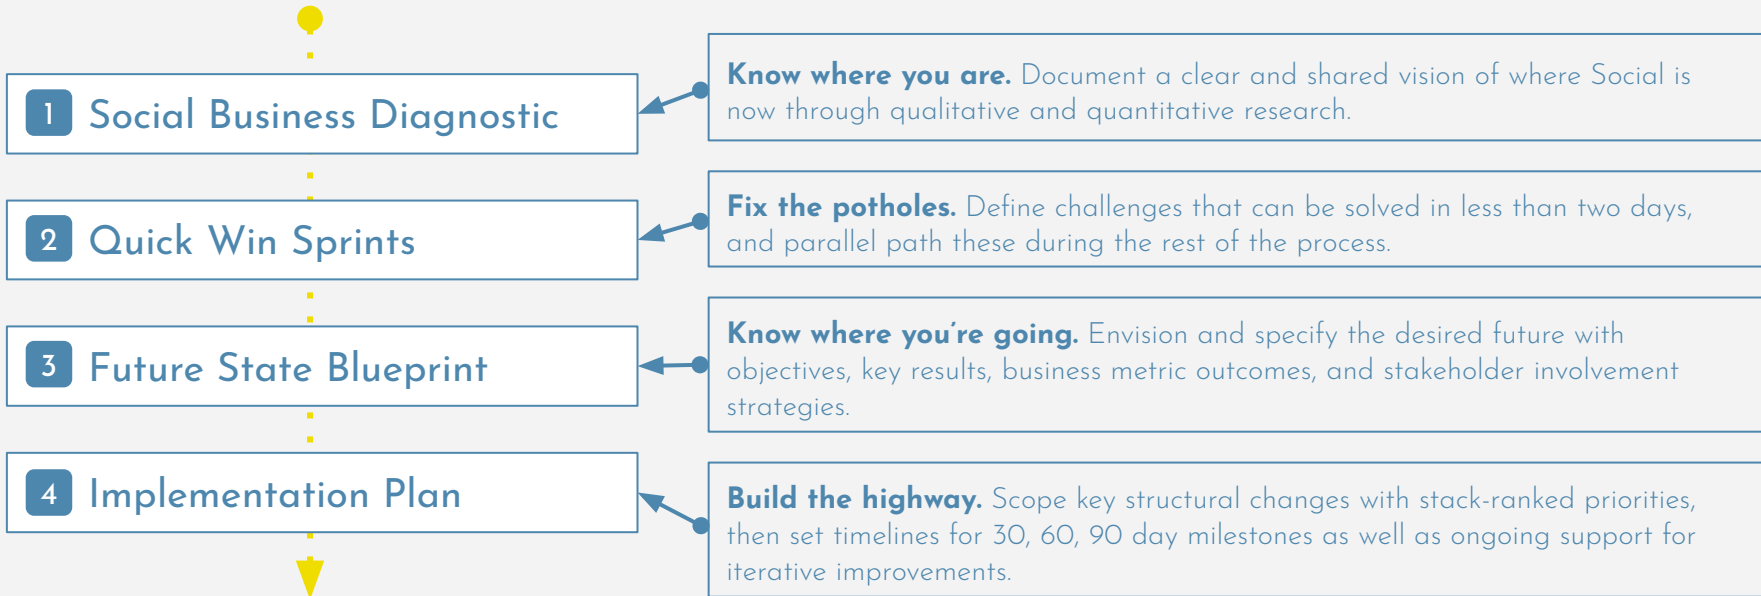 1 Social Business Diagnostic
Know where you are. Document a clear and shared vision of where Social is
now through qualitative and quantitative research.
2 Quick Win Sprints
Fix the potholes. Define challenges that can be solved in less than two days,
and parallel path these during the rest of the process.
3 Future State Blueprint
Know where you're going. Envision and specify the desired future with
objectives, key results, business metric outcomes, and stakeholder involvement
strategies.
4 Implementation Plan
Build the highway. Scope key structural changes with stack-ranked priorities,
then set timelines for 30, 60, 90 day milestones as well as ongoing support for
iterative improvements.